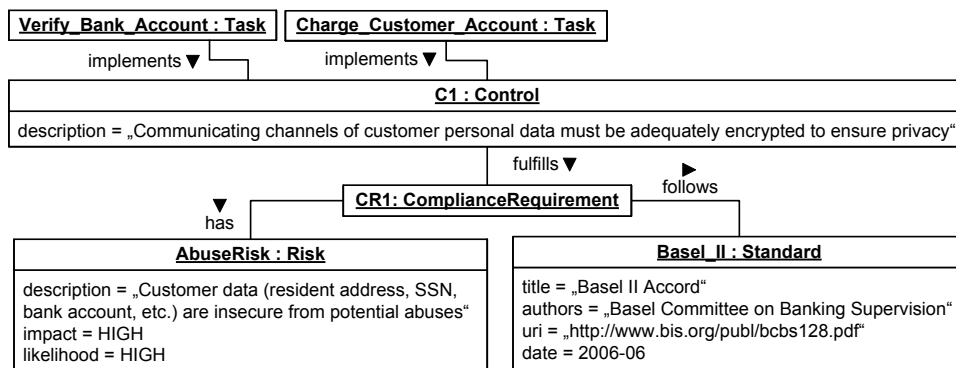 Verify_Bank_Account : Task
Charge_Customer_Account : Task
implements ▼
implements ▼
C1 : Control
description = „Communicating channels of customer personal data must be adequately encrypted to ensure privacy“
fulfills ▼
►
follows
CR1: ComplianceRequirement
▼
has
AbuseRisk : Risk
description = „Customer data (resident address, SSN,
bank account, etc.) are insecure from potential abuses“
impact = HIGH
likelihood = HIGH
Basel_II : Standard
title = „Basel II Accord“
authors = „Basel Committee on Banking Supervision“
uri = „http://www.bis.org/publ/bcbs128.pdf“
date = 2006-06